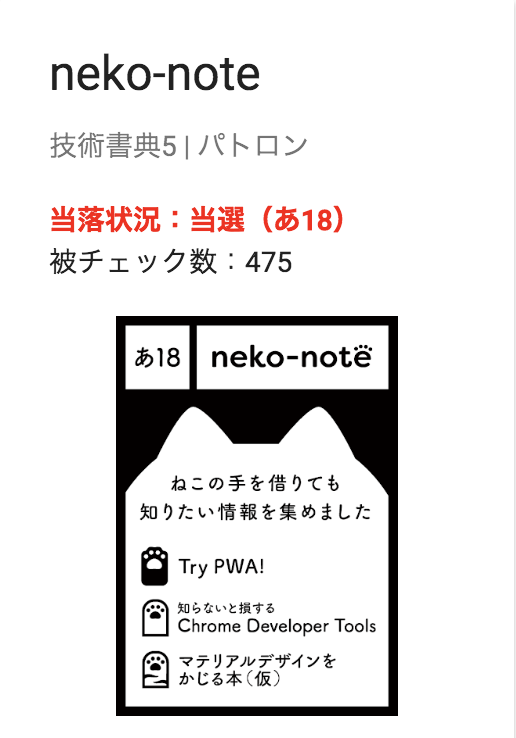 neko-note
技術書典5 | パトロン
当落状況：当選（あ18）
被チェック数：475
あ18
neko-note
ねこの手を借りても
知りたい情報を集めました
Try PWA!
知らないと損する
Chrome Developer Tools
マテリアルデザインを
かじる本（仮）